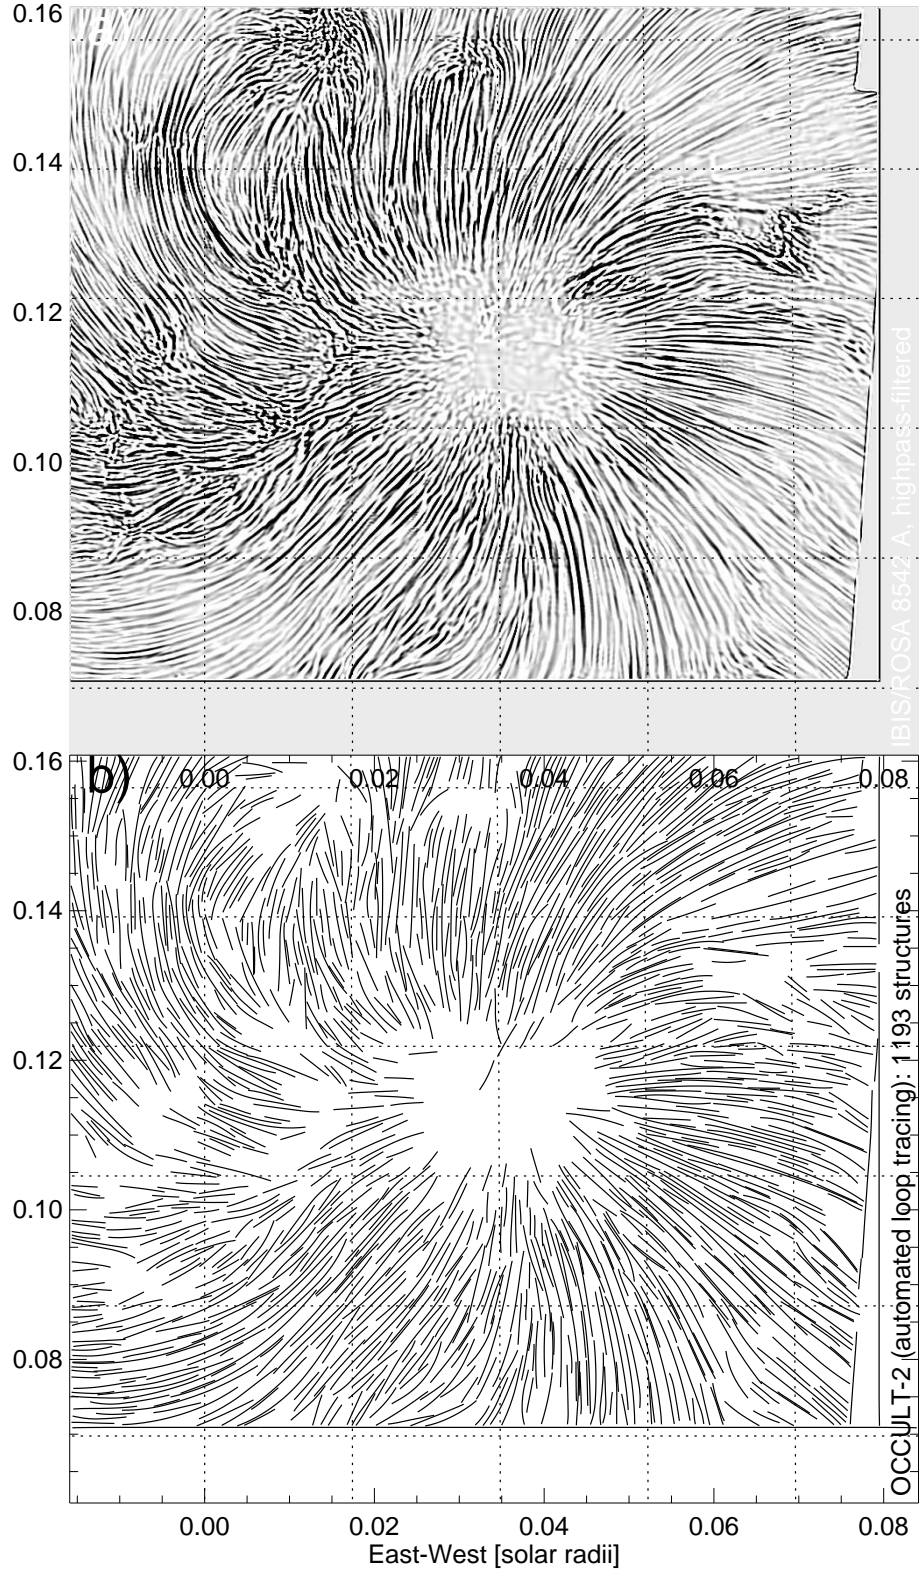 0.16
a)
0.14
0.12
0.10
0.08
IBIS/ROSA 8542 A, highpass-filtered
0.16
b)
0.00 0.02 0.04 0.06 0.08
0.14
0.12
0.10
0.08
OCCULT-2 (automated loop tracing): 1193 structures
0.00 0.02 0.04 0.06 0.08
East-West [solar radii]